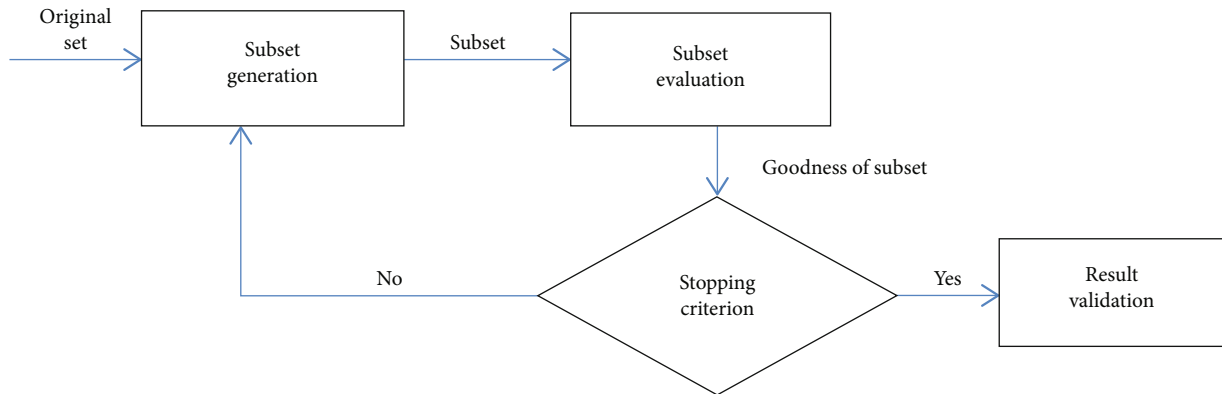 Original
set
Subset
generation
Subset
Subset
evaluation
Goodness of subset
No
Stopping
criterion
Yes
Result
validation